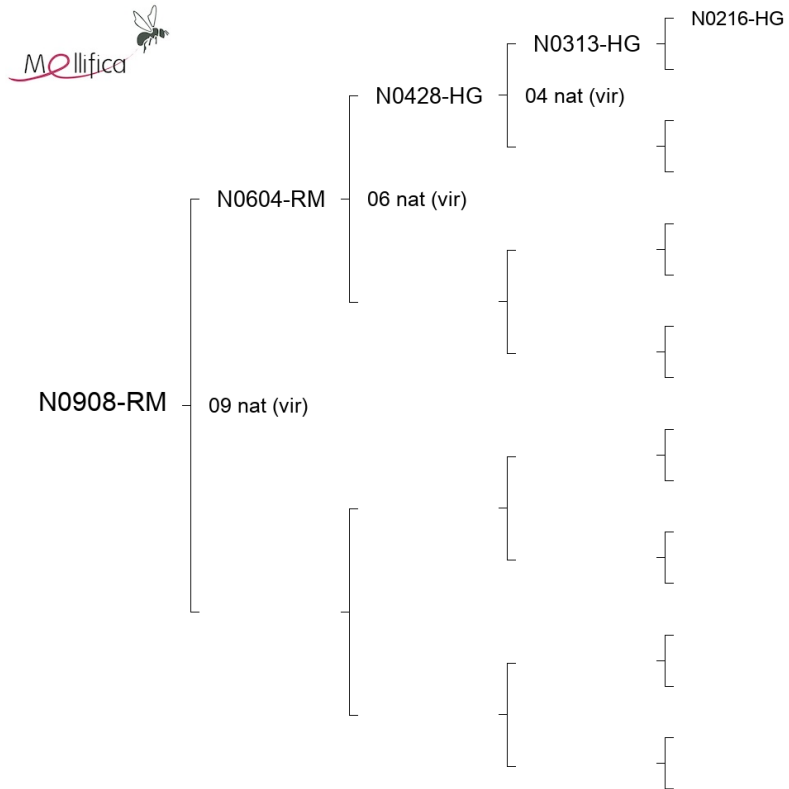 Mellifica
N0216-HG
N0313-HG
N0428-HG
04 nat (vir)
N0604-RM
06 nat (vir)
N0908-RM
09 nat (vir)